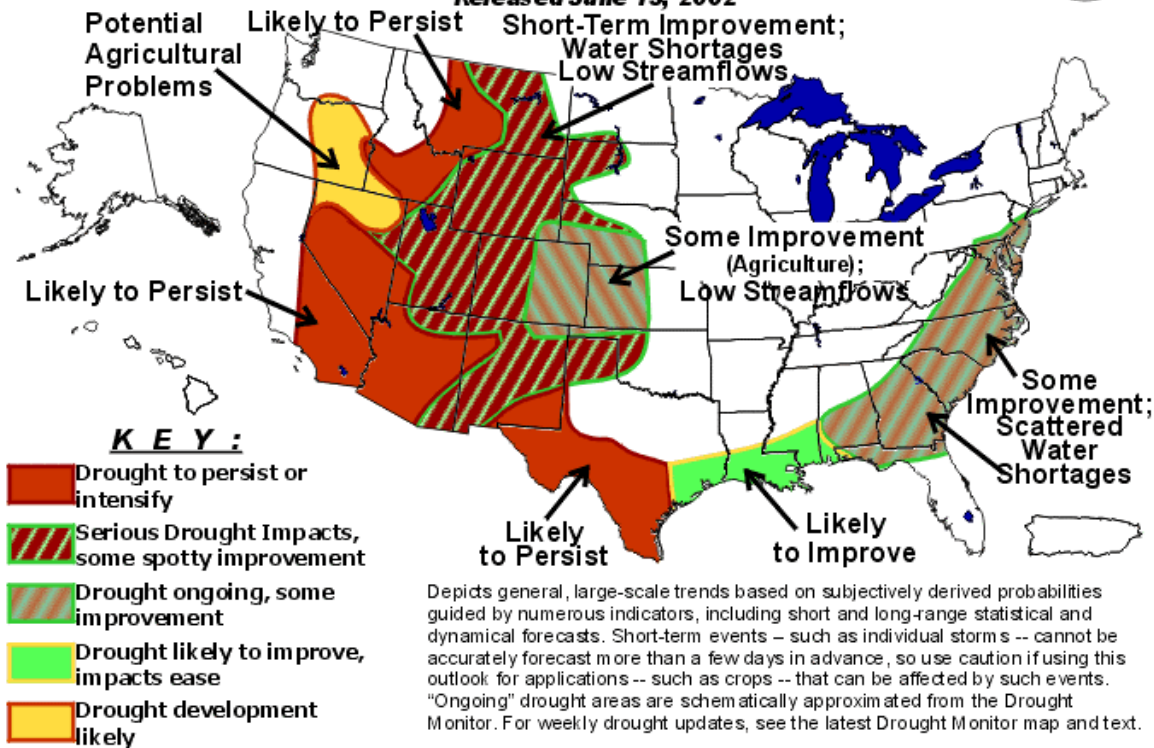 Released June 13, 2002
Potential
Agricultural
Problems
Likely to Persist
Short-Term Improvement;
Water Shortages
Low Streamflows
Likely to Persist
Some Improvement
(Agriculture);
Low Streamflows
Some
Improvement;
Scattered
Water
Shortages
Likely
to Persist
Likely
to Improve
K E Y :
Drought to persist or
intensify
Serious Drought Impacts,
some spotty improvement
Drought ongoing, some
improvement
Drought likely to improve,
impacts ease
Drought development
likely
Depicts general, large-scale trends based on subjectively derived probabilities
guided by numerous indicators, including short and long-range statistical and
dynamical forecasts. Short-term events – such as individual storms -- cannot be
accurately forecast more than a few days in advance, so use caution if using this
outlook for applications -- such as crops -- that can be affected by such events.
“Ongoing” drought areas are schematically approximated from the Drought
Monitor. For weekly drought updates, see the latest Drought Monitor map and text.